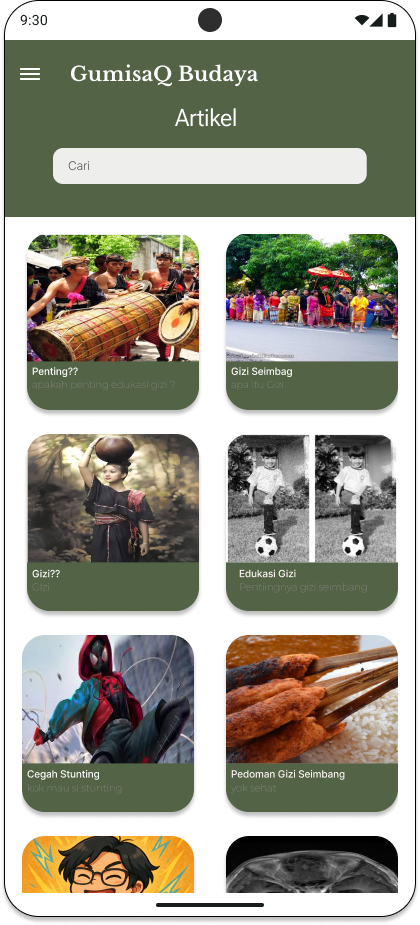 9:30
GumisaQ Budaya
Artikel
Cari
Penting??
apakah penting edukasi gizi ?
Gizi Seimbag
apa itu Gizi
Gizi??
Gizi
Edukasi Gizi
Pentingnya gizi seimbang
Cegah Stunting
kok mau si stunting
Pedoman Gizi Seimbang
yok sehat